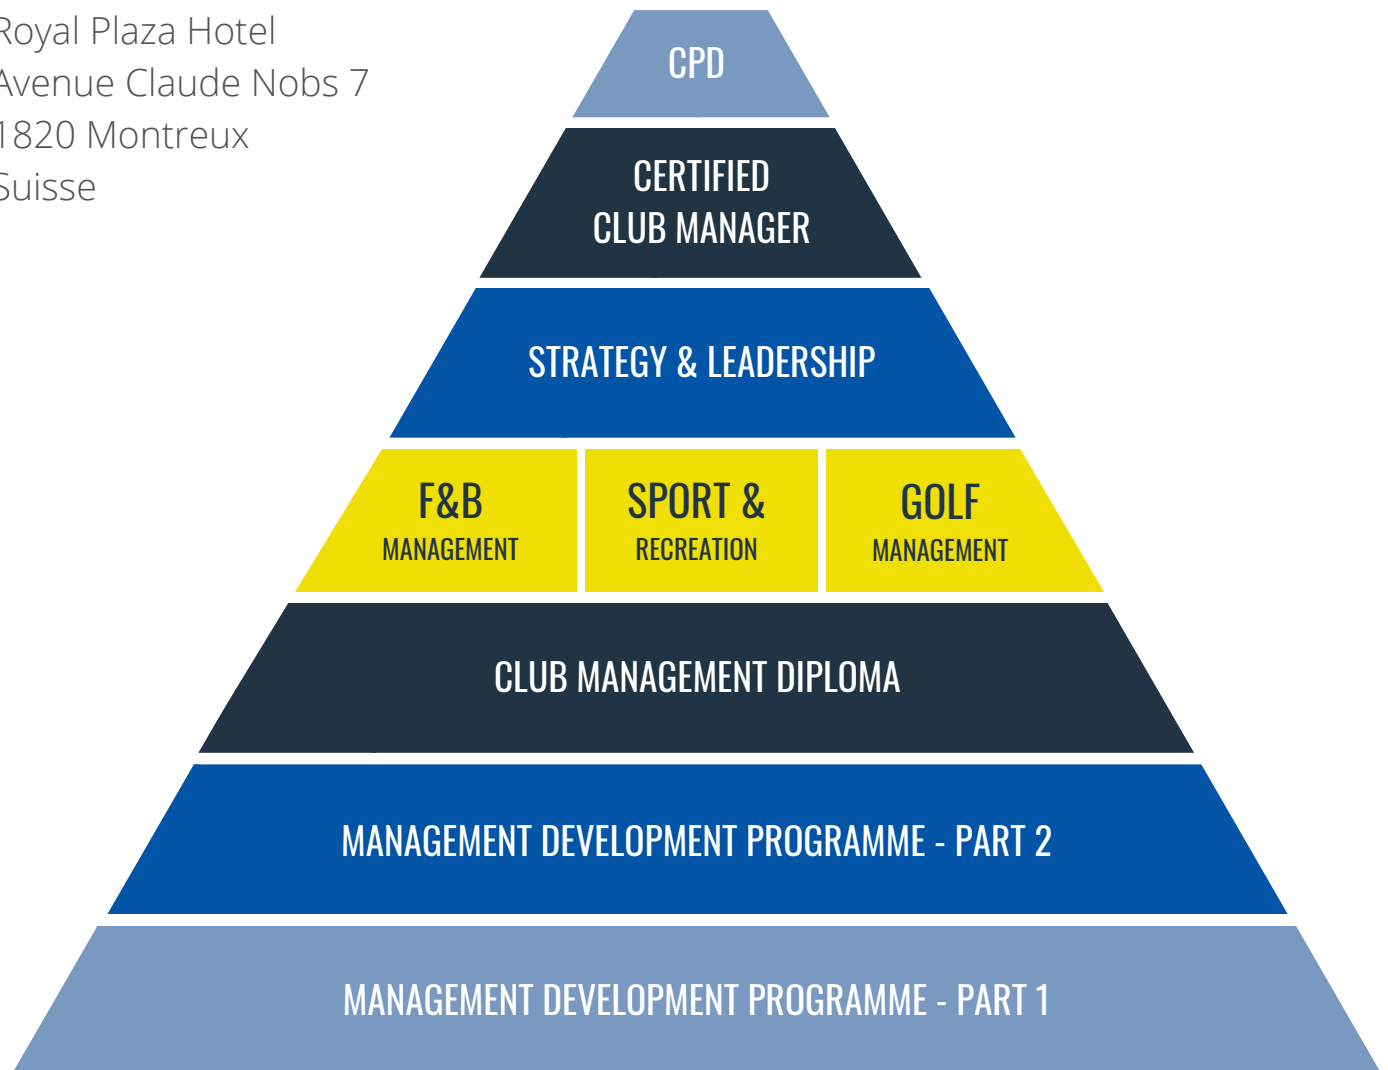 Royal Plaza Hotel
Avenue Claude Nobs 7
1820 Montreux
Suisse
CPD
CERTIFIED
CLUB MANAGER
STRATEGY & LEADERSHIP
F&B
MANAGEMENT
SPORT &
RECREATION
GOLF
MANAGEMENT
CLUB MANAGEMENT DIPLOMA
MANAGEMENT DEVELOPMENT PROGRAMME - PART 2
MANAGEMENT DEVELOPMENT PROGRAMME - PART 1